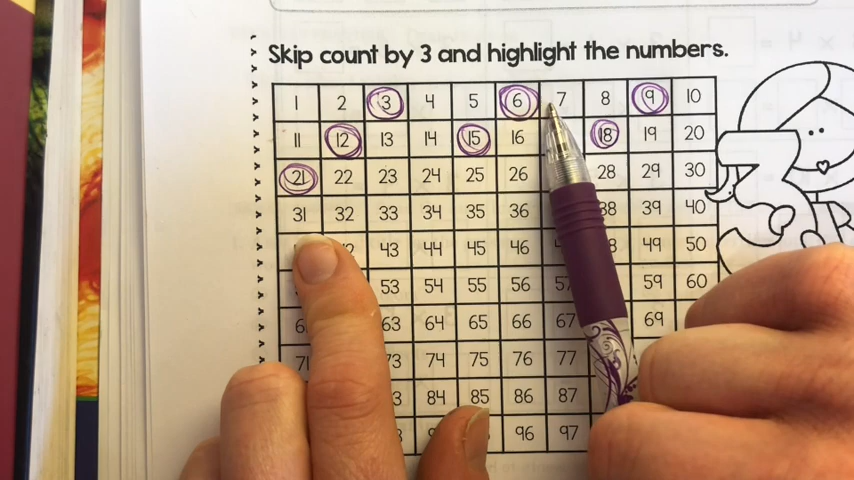 Skip count by 3 and highlight the numbers.
1 2 3 4 5 6 7 8 9 10
11 12 13 14 15 16 18 19 20
21 22 23 24 25 26 28 29 30
31 32 33 34 35 36 39 40
43 44 45 46 49 50
53 54 55 56 57 59 60
63 64 65 66 67 69
74 75 76 77
84 85 86 87
96 97
3